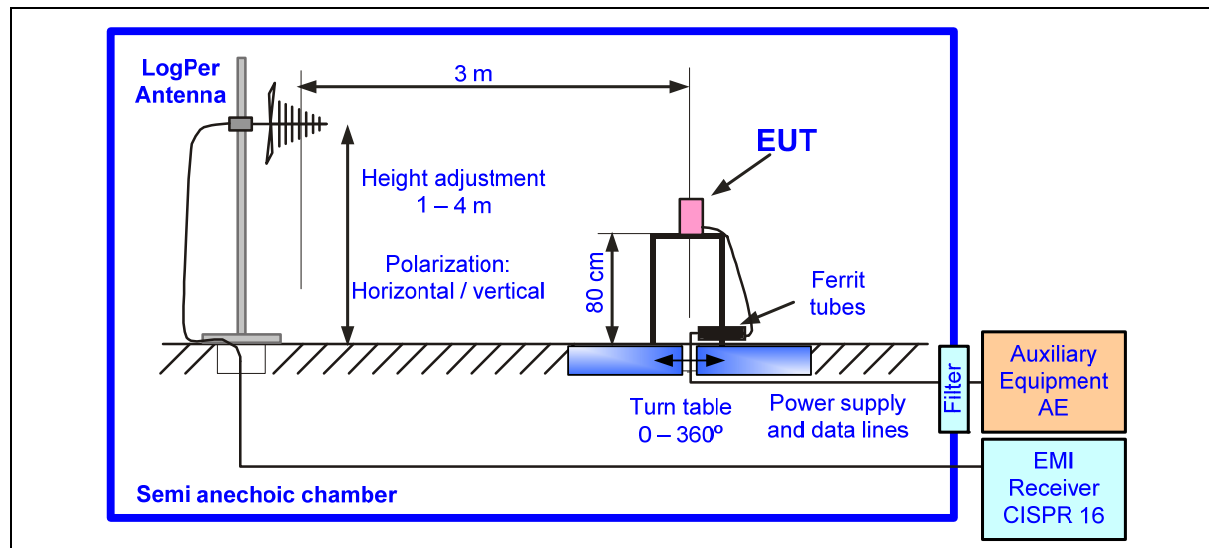 LogPer
Antenna
3 m
EUT
Height adjustment
1 – 4 m
Polarization:
Horizontal / vertical
80 cm
Ferrit
tubes
Turn table
0 – 360º
Power supply
and data lines
Filter
Auxiliary
Equipment
AE
EMI
Receiver
CISPR 16
Semi anechoic chamber